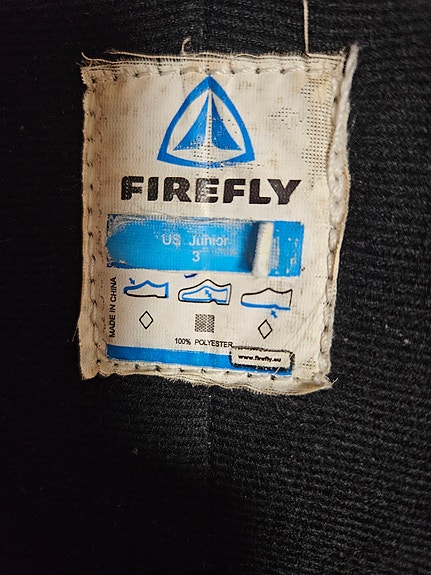 FIREFLY
US Junior
3
MADE IN CHINA
100% POLYESTER
www.firefly.eu